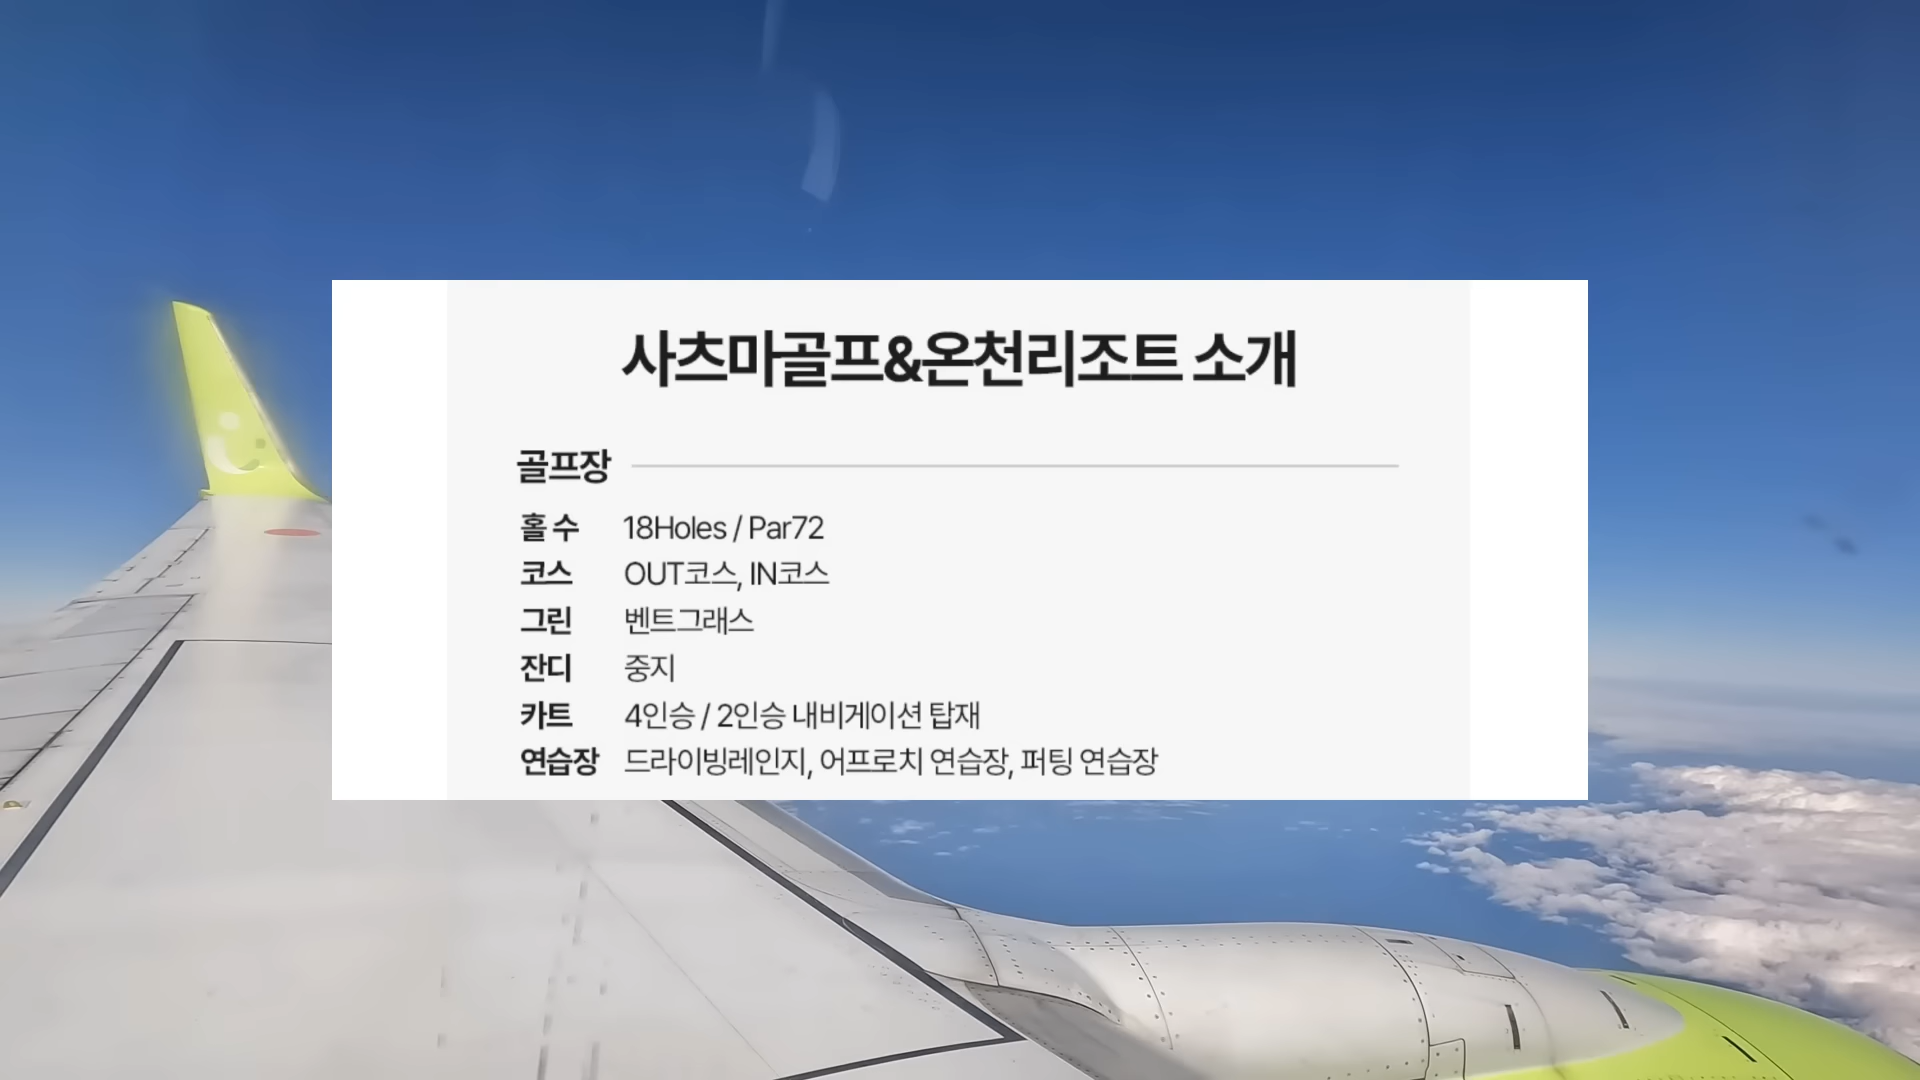 사츠마골프&온천리조트 소개
골프장
홀 수 18Holes / Par72
코스 OUT코스, IN코스
그린 벤트그래스
잔디 중지
카트 4인승 / 2인승 내비게이션 탑재
연습장 드라이빙레인지, 어프로치 연습장, 퍼팅 연습장